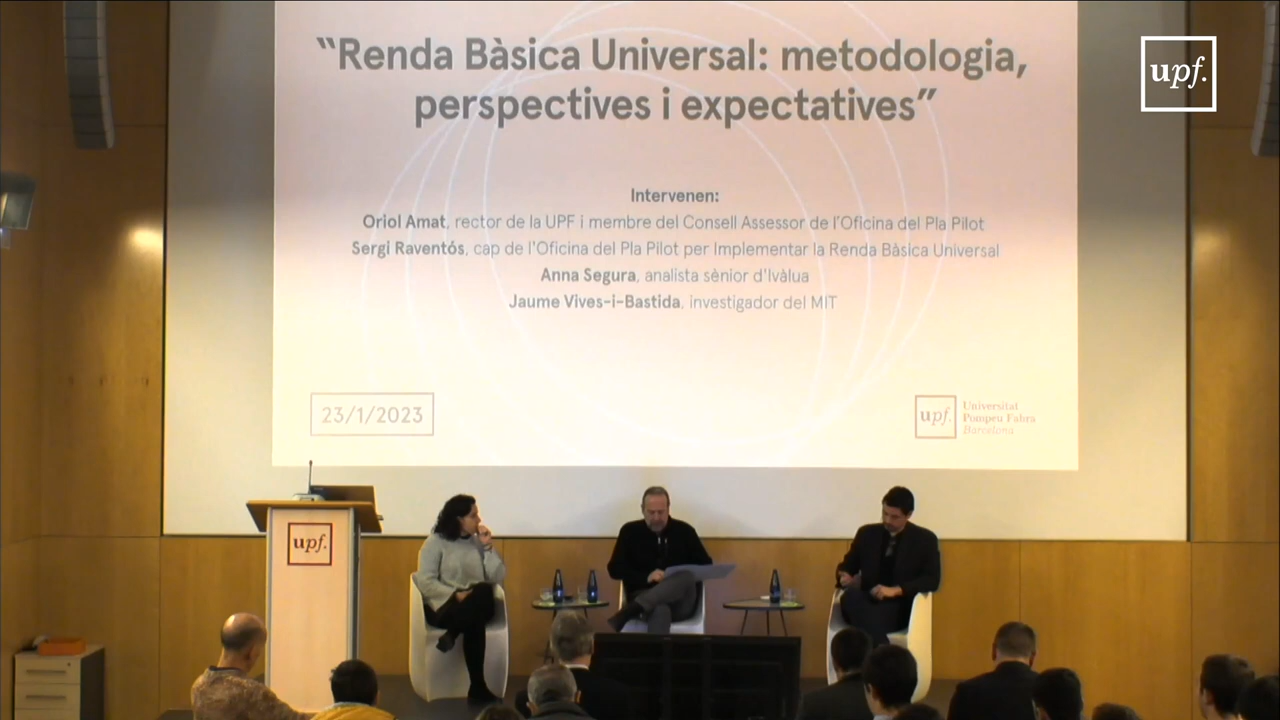 “Renda Bàsica Universal: metodologia,
perspectives i expectatives”
upf.
Intervenen:
Oriol Amat, rector de la UPF i membre del Consell Assessor de l'Oficina del Pla Pilot
Sergi Raventós, cap de l'Oficina del Pla Pilot per Implementar la Renda Bàsica Universal
Anna Segura, analista sènior d'Ivàlua
Jaume Vives-i-Bastida, investigador del MIT
23/1/2023
upf.
Universitat
Pompeu Fabra
Barcelona
upf.